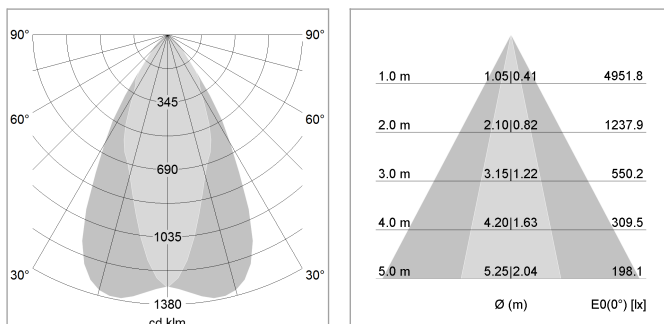 90° 90°
345
60° 60°
690
1035
30° 30°
1380
cd klm
1.0 m 1.05|0.41 4951.8
2.0 m 2.10|0.82 1237.9
3.0 m 3.15|1.22 550.2
4.0 m 4.20|1.63 309.5
5.0 m 5.25|2.04 198.1
Ø (m) E0(0°) [lx]